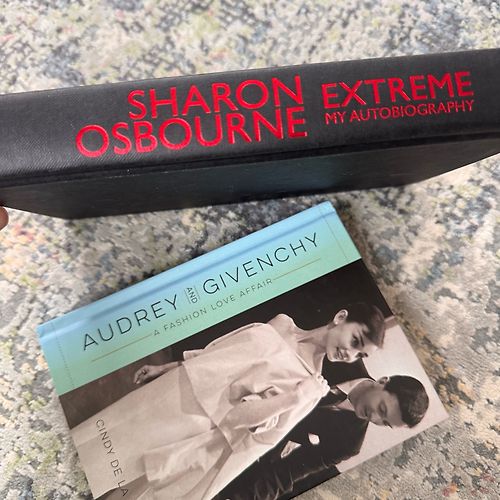 SHARON
OSBOURNE
EXTREME
MY AUTOBIOGRAPHY
AUDREY AND GIVENCHY
A FASHION LOVE AFFAIR
CINDY DE LA